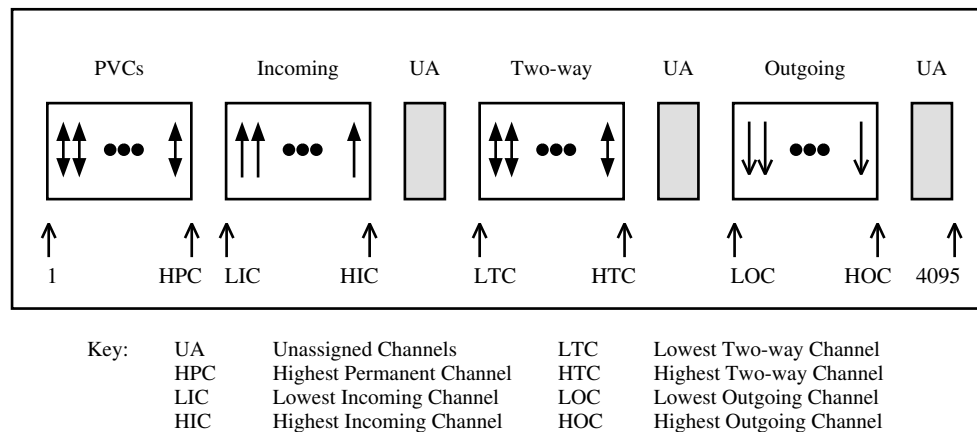 PVCs Incoming UA Two-way UA Outgoing UA
1 HPC LIC HIC LTC HTC LOC HOC 4095
Key: UA Unassigned Channels LTC Lowest Two-way Channel
HPC Highest Permanent Channel HTC Highest Two-way Channel
LIC Lowest Incoming Channel LOC Lowest Outgoing Channel
HIC Highest Incoming Channel HOC Highest Outgoing Channel